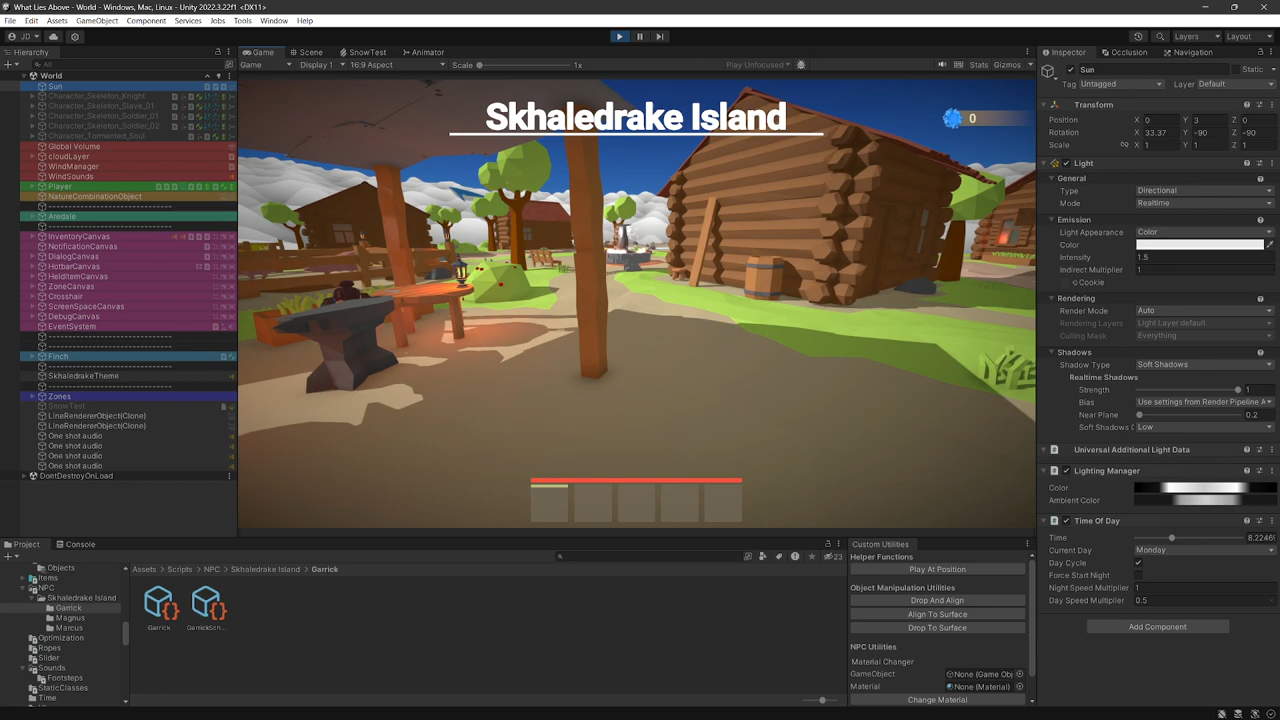 What Lies Above - World - Windows, Mac, Linux - Unity 2022.3.22f1 <DX11>
File Edit Assets GameObject Component Services Jobs Tools Window Help
JD
Layers Layout
Hierarchy
All
World
Sun
Character_Skeleton_Knight
Character_Skeleton_Slave_01
Character_Skeleton_Soldier_01
Character_Skeleton_Soldier_02
Character_Tormented_Soul
Global Volume
cloudLayer
WindManager
WindSounds
Player
NatureCombinationObject
------------------------------
Aredale
------------------------------
InventoryCanvas
NotificationCanvas
DialogCanvas
HotbarCanvas
HeldItemCanvas
ZoneCanvas
Crosshair
ScreenSpaceCanvas
DebugCanvas
EventSystem
------------------------------
------------------------------
Finch
------------------------------
SkhaledrakeTheme
------------------------------
Zones
SnowTest
LineRendererObject(Clone)
LineRendererObject(Clone)
One shot audio
One shot audio
One shot audio
One shot audio
DontDestroyOnLoad
Game Scene SnowTest Animator
Game Display 1 16:9 Aspect Scale 1x Play Unfocused Stats Gizmos
Skhaledrake Island
0
Inspector Occlusion Navigation
Sun Static
Tag Untagged Layer Default
Transform
Position X 0 Y 3 Z 0
Rotation X 33.37 Y -90 Z -90
Scale X 1 Y 1 Z 1
Light
General
Type Directional
Mode Realtime
Emission
Light Appearance Color
Color
Intensity 1.5
Indirect Multiplier 1
Cookie
Rendering
Render Mode Auto
Rendering Layers Light Layer default
Culling Mask Everything
Shadows
Shadow Type Soft Shadows
Realtime Shadows
Strength 1
Bias Use settings from Render Pipeline A
Near Plane 0.2
Soft Shadows Low
Universal Additional Light Data
Lighting Manager
Color
Ambient Color
Time Of Day
Time 8.22469
Current Day Monday
Day Cycle
Force Start Night
Night Speed Multiplier 1
Day Speed Multiplier 0.5
Add Component
Project Console
23
Objects
Items
NPC
Skhaledrake Island
Garrick
Magnus
Marcus
Optimization
Ropes
Slider
Sounds
Footsteps
StaticClasses
Time
Assets > Scripts > NPC > Skhaledrake Island > Garrick
Garrick GarrickSch...
Custom Utilities
Helper Functions
Play At Position
Object Manipulation Utilities
Drop And Align
Align To Surface
Drop To Surface
NPC Utilities
Material Changer
GameObject None (Game Obj
Material None (Material)
Change Material